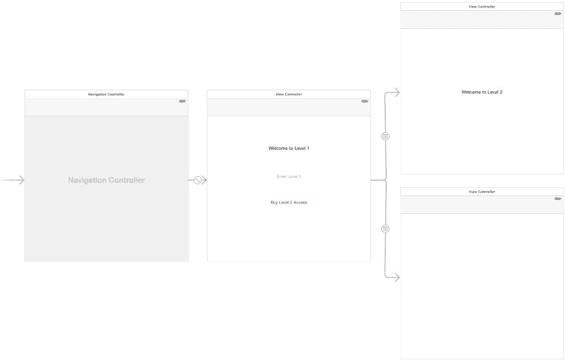 Navigation Controller
Navigation Controller
View Controller
Welcome to Level 1
Enter Level 2
Buy Level 2 Access
View Controller
Welcome to Level 2
View Controller